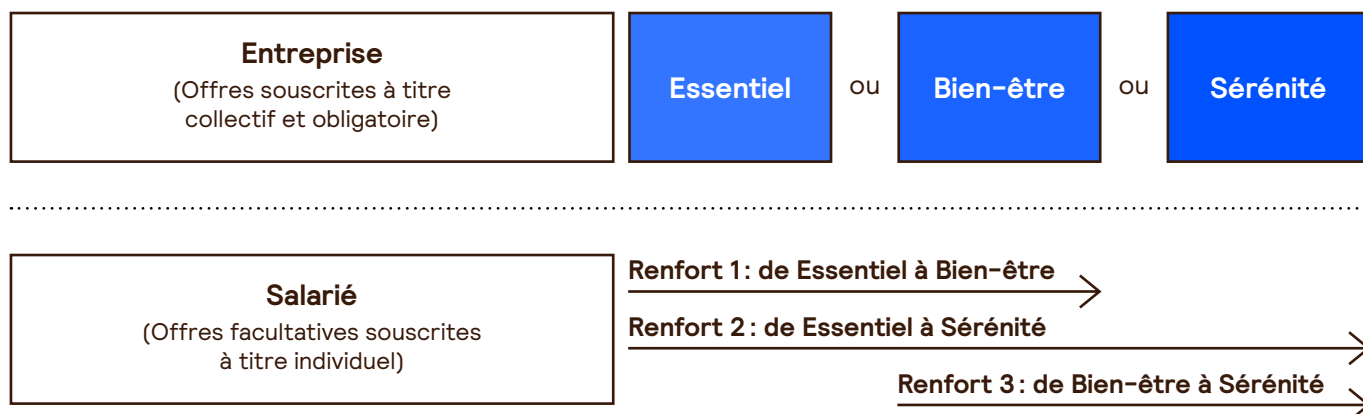 Entreprise
(Offres souscrites à titre
collectif et obligatoire)
Essentiel ou Bien-être ou Sérénité
Salarié
(Offres facultatives souscrites
à titre individuel)
Renfort 1 : de Essentiel à Bien-être
Renfort 2 : de Essentiel à Sérénité
Renfort 3 : de Bien-être à Sérénité